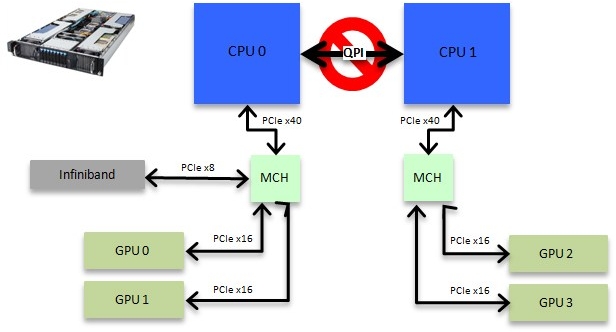 CPU 0
QPI
CPU 1
PCIe x40
PCIe x40
Infiniband
PCIe x8
MCH
MCH
GPU 0
PCIe x16
PCIe x16
GPU 2
GPU 1
PCIe x16
PCIe x16
GPU 3